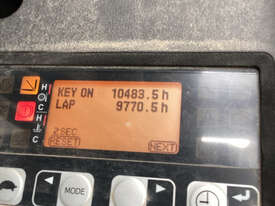 KEY ON 10483.5 h
LAP 9770.5 h
2SEC
RESET NEXT
H
C
H
C
MODE